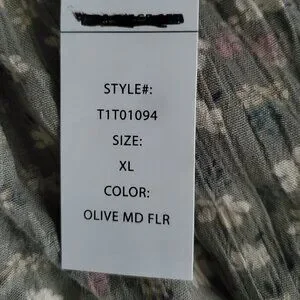 STYLE#:
T1T01094
SIZE:
XL
COLOR:
OLIVE MD FLR